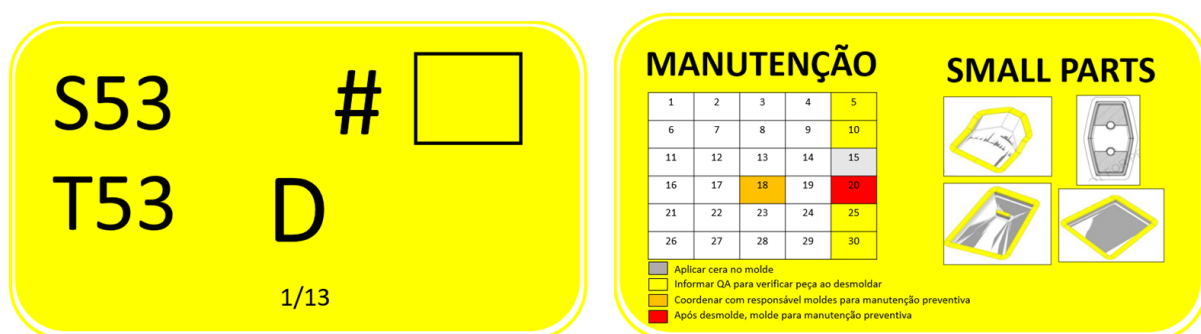 S53 #
T53 D
1/13
MANUTENÇÃO
1 2 3 4 5
6 7 8 9 10
11 12 13 14 15
16 17 18 19 20
21 22 23 24 25
26 27 28 29 30
Aplicar cera no molde
Informar QA para verificar peça ao desmoldar
Coordenar com responsável moldes para manutenção preventiva
Após desmolde, molde para manutenção preventiva
SMALL PARTS